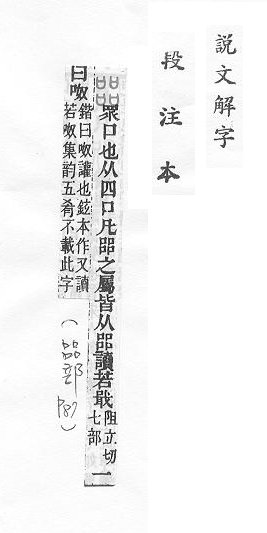 說文解字
段注本
㗊眾口也从四口凡㗊之屬皆从㗊讀若戢
阻立切
七部
一
曰呶
鍇曰呶讙也鉉本作又讀
若呶集韵五肴不載此字
(㗊部 P87)